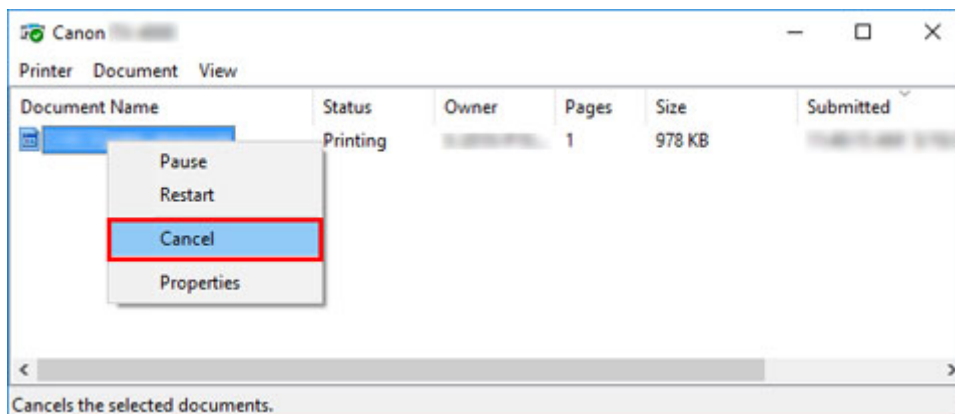 Canon
Printer Document View
Document Name Status Owner Pages Size Submitted
Printing 1 978 KB
Pause
Restart
Cancel
Properties
Cancels the selected documents.